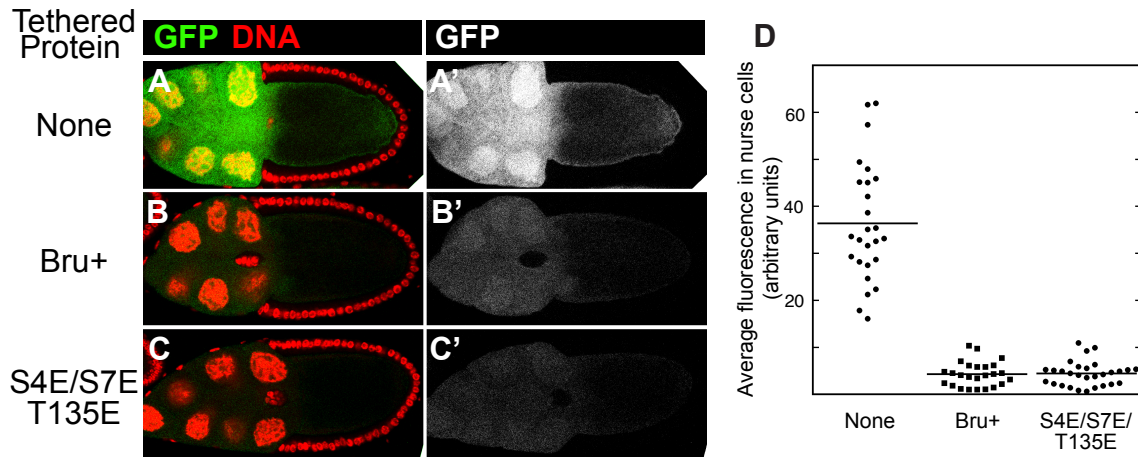 Tethered
Protein
GFP DNA
GFP
D
A
A'
None
B
B'
Bru+
C
C'
S4E/S7E
T135E
Average fluorescence in nurse cells
(arbitrary units)
60
40
20
None
Bru+
S4E/S7E/
T135E